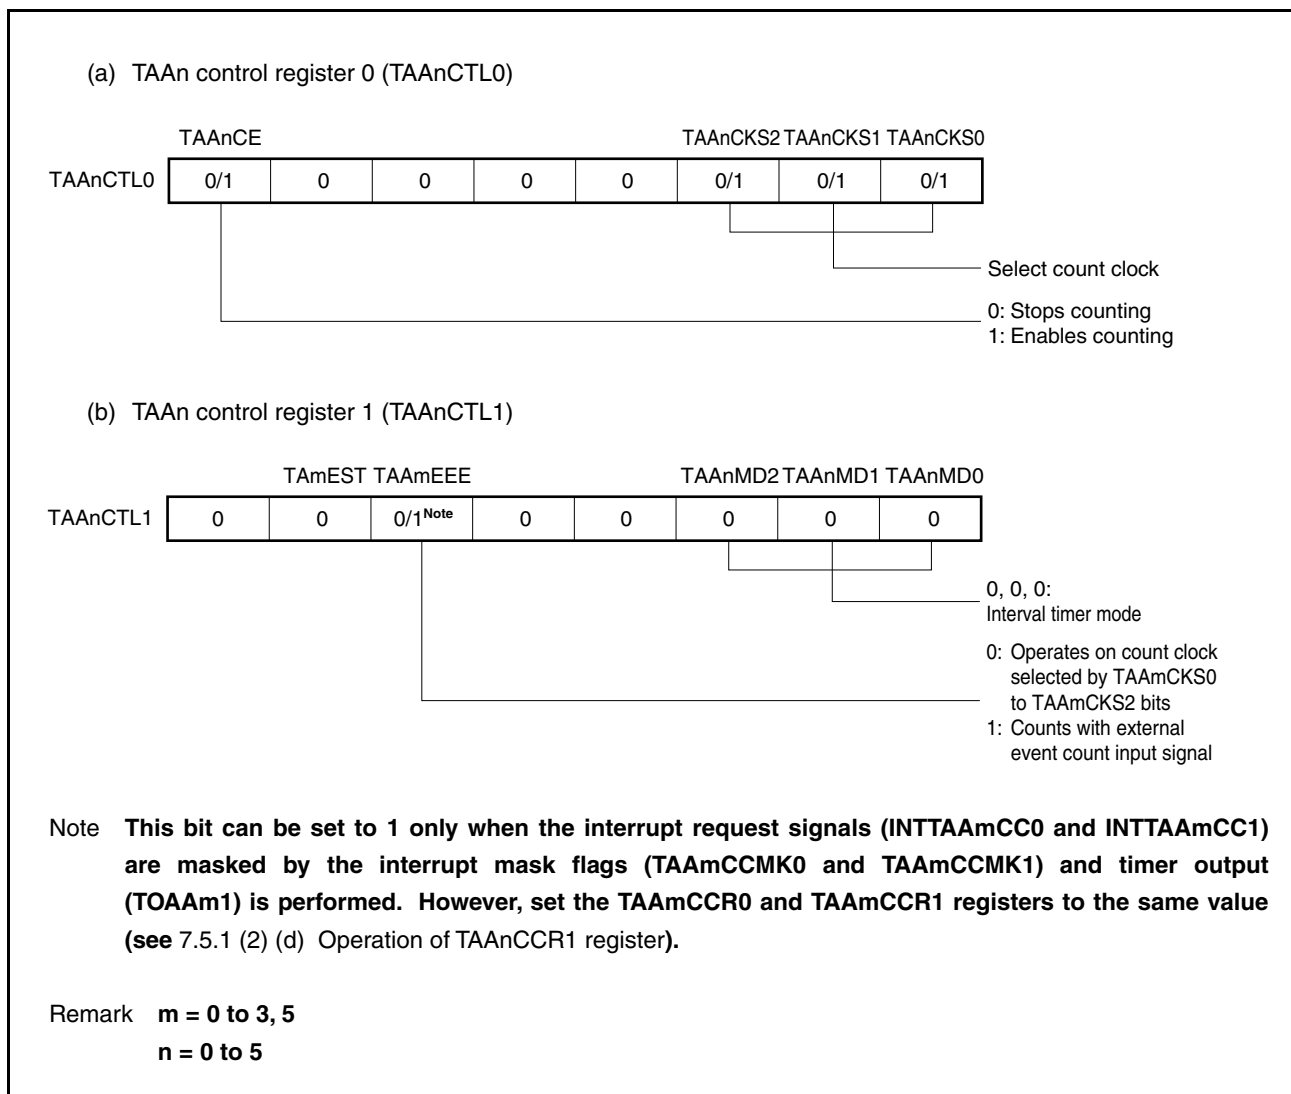 (a) TAAn control register 0 (TAAnCTL0)
TAAnCE TAAnCKS2 TAAnCKS1 TAAnCKS0
TAAnCTL0 0/1 0 0 0 0 0/1 0/1 0/1
Select count clock
0: Stops counting
1: Enables counting
(b) TAAn control register 1 (TAAnCTL1)
TAmEST TAAmEEE TAAnMD2 TAAnMD1 TAAnMD0
TAAnCTL1 0 0 0/1Note 0 0 0 0 0
0, 0, 0:
Interval timer mode
0: Operates on count clock
selected by TAAmCKS0
to TAAmCKS2 bits
1: Counts with external
event count input signal
Note This bit can be set to 1 only when the interrupt request signals (INTTAAmCC0 and INTTAAmCC1)
are masked by the interrupt mask flags (TAAmCCMK0 and TAAmCCMK1) and timer output
(TOAAm1) is performed. However, set the TAAmCCR0 and TAAmCCR1 registers to the same value
(see 7.5.1 (2) (d) Operation of TAAnCCR1 register).
Remark m = 0 to 3, 5
n = 0 to 5